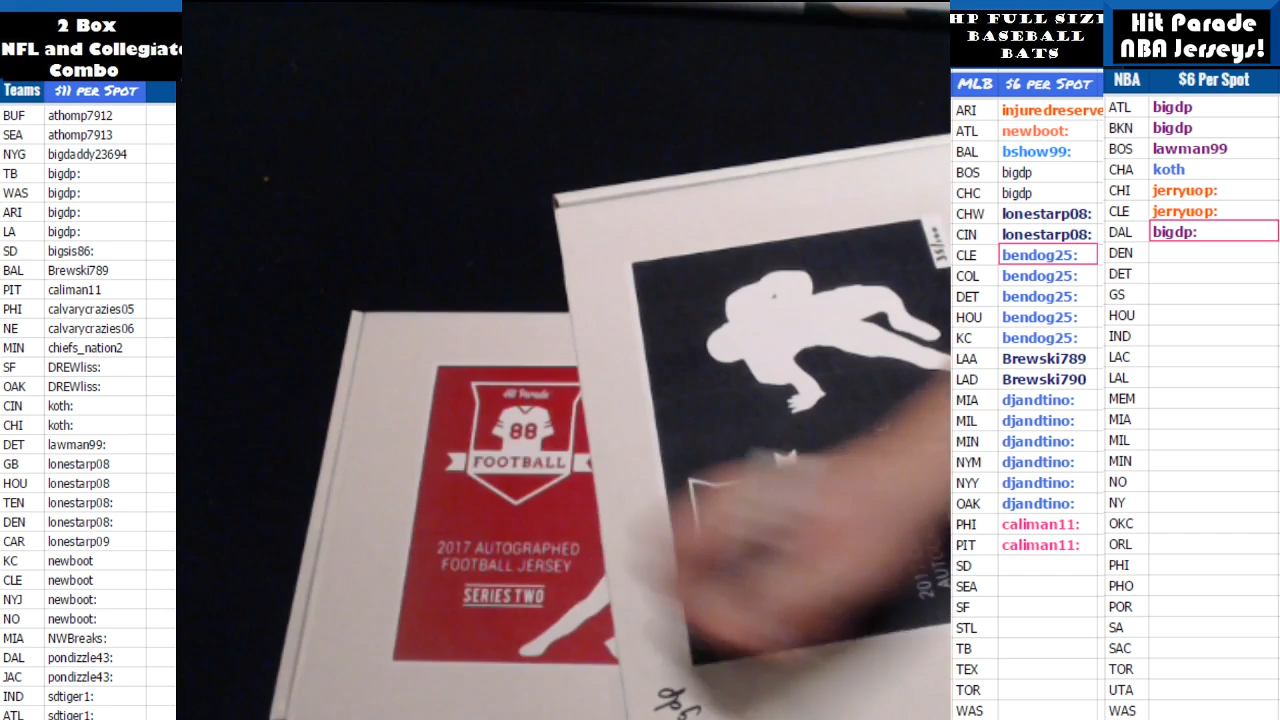 2 Box
NFL and Collegiate
Combo
Teams $11 PER SPOT
BUF athomp7912
SEA athomp7913
NYG bigdaddy23694
TB bigdp:
WAS bigdp:
ARI bigdp:
LA bigdp:
SD bigsis86:
BAL Brewski789
PIT caliman11
PHI calvarycrazies05
NE calvarycrazies06
MIN chiefs_nation2
SF DREWliss:
OAK DREWliss:
CIN koth:
CHI koth:
DET lawman99:
GB lonestarp08
HOU lonestarp08
TEN lonestarp08:
DEN lonestarp08:
CAR lonestarp09
KC newboot
CLE newboot
NYJ newboot:
NO newboot:
MIA NWBreaks:
DAL pondizzle43:
JAC pondizzle43:
IND sdtiger1:
ATL sdtiger1:
Hit Parade
88
FOOTBALL
2017 AUTOGRAPHED
FOOTBALL JERSEY
SERIES TWO
2017
AUTO
HP FULL SIZE
BASEBALL
BATS
MLB $6 PER SPOT
ARI injuredreserve
ATL newboot:
BAL bshow99:
BOS bigdp
CHC bigdp
CHW lonestarp08:
CIN lonestarp08:
CLE bendog25:
COL bendog25:
DET bendog25:
HOU bendog25:
KC bendog25:
LAA Brewski789
LAD Brewski790
MIA djandtino:
MIL djandtino:
MIN djandtino:
NYM djandtino:
NYY djandtino:
OAK djandtino:
PHI caliman11:
PIT caliman11:
SD
SEA
SF
STL
TB
TEX
TOR
WAS
Hit Parade
NBA Jerseys!
NBA $6 Per Spot
ATL bigdp
BKN bigdp
BOS lawman99
CHA koth
CHI jerryuop:
CLE jerryuop:
DAL bigdp:
DEN
DET
GS
HOU
IND
LAC
LAL
MEM
MIA
MIL
MIN
NO
NY
OKC
ORL
PHI
PHO
POR
SA
SAC
TOR
UTA
WAS